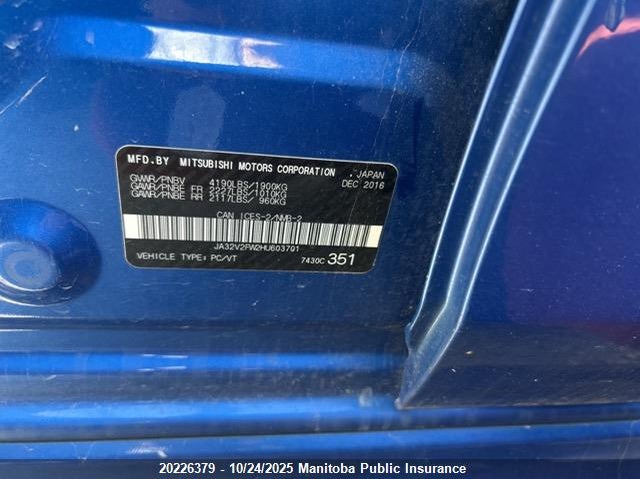 MFD. BY MITSUBISHI MOTORS CORPORATION , JAPAN
GVWR/PNBV 4190LBS/1900KG DEC 2016
GAWR/PNBE FR 2227LBS/1010KG
GAWR/PNBE RR 2117LBS/ 960KG
CAN ICES-2/NMB-2
JA32V2FW2HU603701
VEHICLE TYPE: PC/VT 7430C 351
20226379 - 10/24/2025 Manitoba Public Insurance